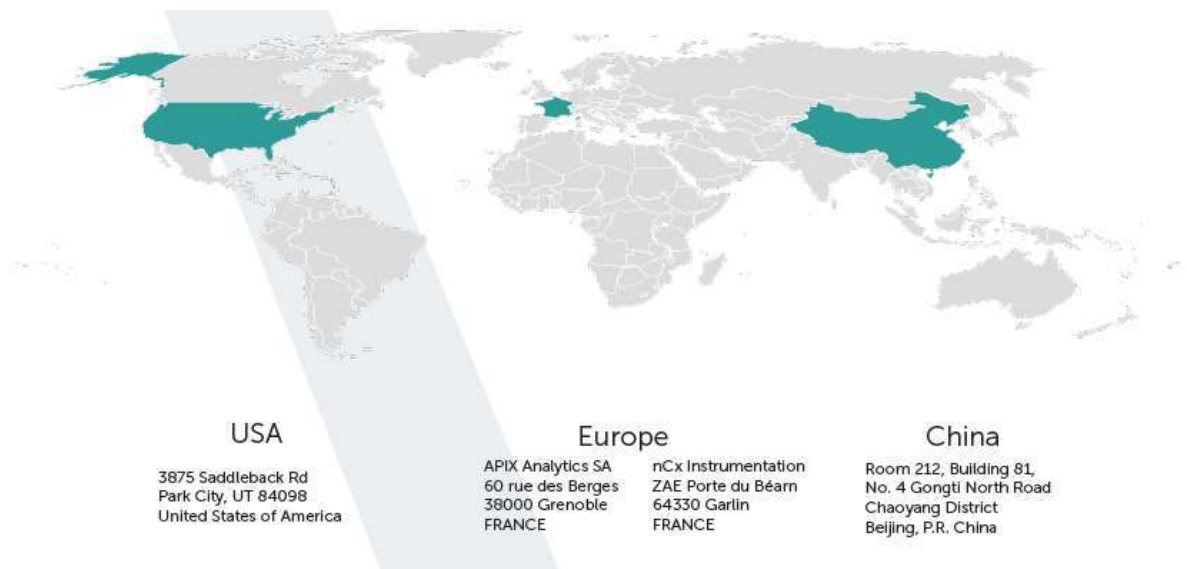 USA
3875 Saddleback Rd
Park City, UT 84098
United States of America
Europe
APIX Analytics SA
60 rue des Berges
38000 Grenoble
FRANCE
nCx Instrumentation
ZAE Porte du Béarn
64330 Garlin
FRANCE
China
Room 212, Building 81,
No. 4 Gongti North Road
Chaoyang District
Beijing, P.R. China